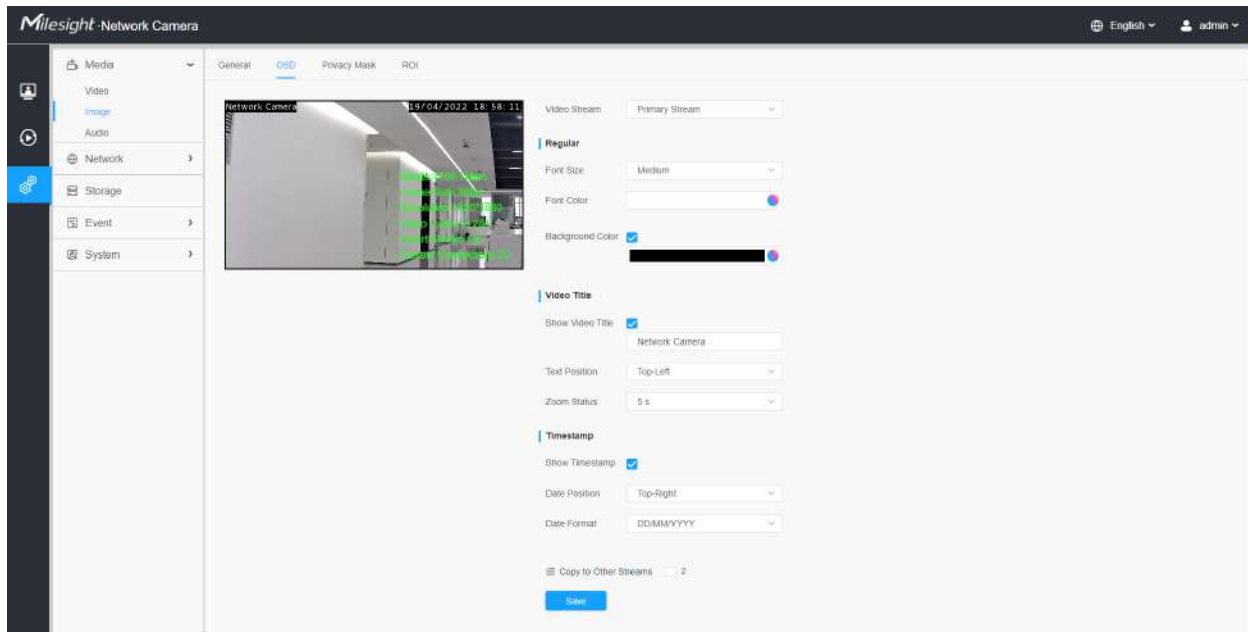 Milesight · Network Camera
English
admin
Media
Video
Image
Audio
Network
Storage
Event
System
General
OSD
Privacy Mask
ROI
Network Camera
19/04/2022 18:58:11
Video Stream
Primary Stream
Regular
Font Size
Medium
Font Color
Background Color
Video Title
Show Video Title
Network Camera
Text Position
Top-Left
Zoom Status
5 s
Timestamp
Show Timestamp
Date Position
Top-Right
Date Format
DD/MM/YYYY
Copy to Other Streams
2
Save